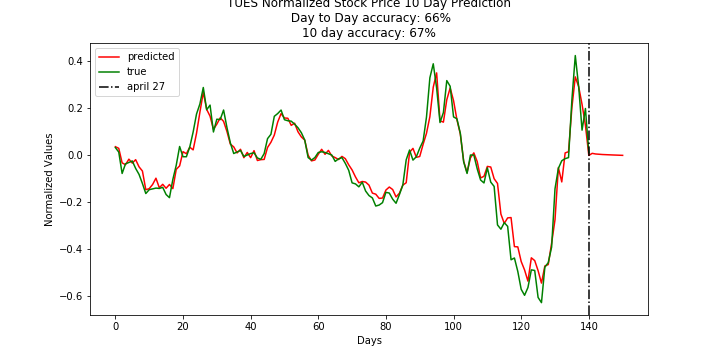 TUES Normalized Stock Price 10 Day Prediction
Day to Day accuracy: 66%
10 day accuracy: 67%
predicted
true
april 27
Normalized Values
0.4
0.2
0.0
−0.2
−0.4
−0.6
0 20 40 60 80 100 120 140
Days